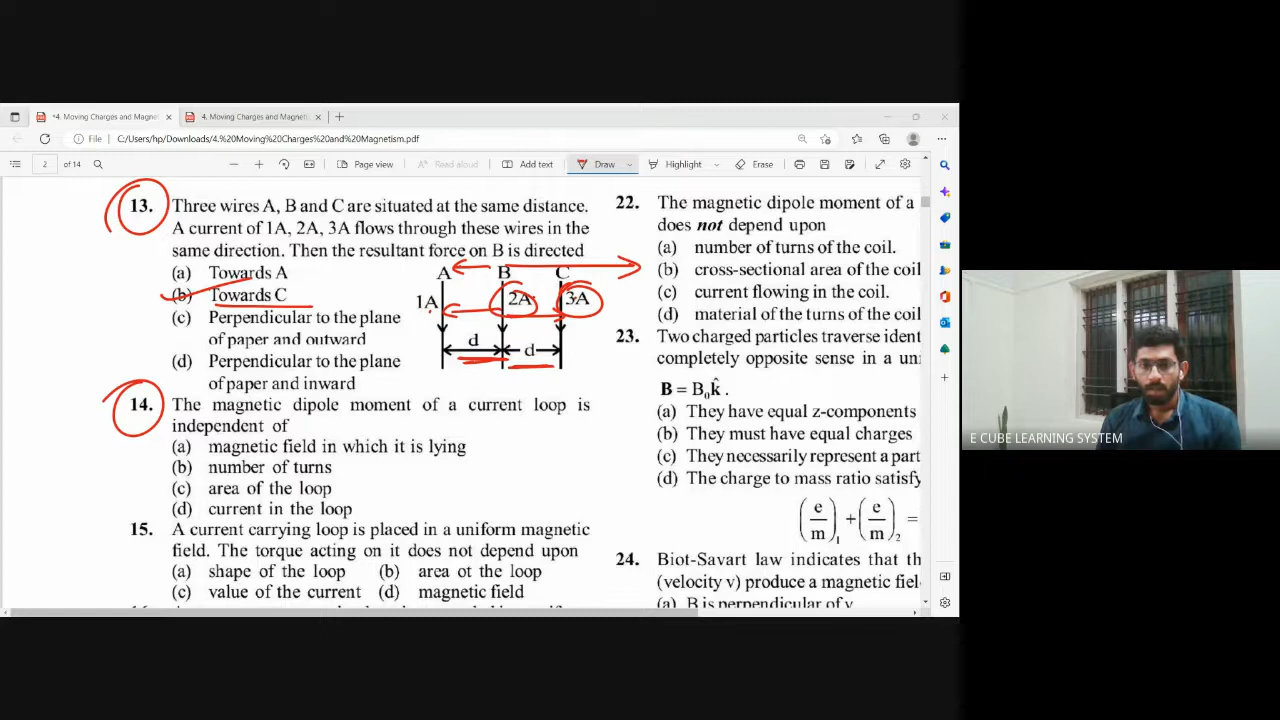 *4. Moving Charges and Magnet
4. Moving Charges and Magneti
File
C:/Users/hp/Downloads/4.%20Moving%20Charges%20and%20Magnetism.pdf
2 of 14
Page view
Read aloud
Add text
Draw
Highlight
Erase
13. Three wires A, B and C are situated at the same distance.
A current of 1A, 2A, 3A flows through these wires in the
same direction. Then the resultant force on B is directed
(a) Towards A
(b) Towards C
(c) Perpendicular to the plane
of paper and outward
(d) Perpendicular to the plane
of paper and inward
A B C
1A 2A 3A
d d
14. The magnetic dipole moment of a current loop is
independent of
(a) magnetic field in which it is lying
(b) number of turns
(c) area of the loop
(d) current in the loop
15. A current carrying loop is placed in a uniform magnetic
field. The torque acting on it does not depend upon
(a) shape of the loop (b) area ot the loop
(c) value of the current (d) magnetic field
22. The magnetic dipole moment of a
does not depend upon
(a) number of turns of the coil.
(b) cross-sectional area of the coil
(c) current flowing in the coil.
(d) material of the turns of the coil
23. Two charged particles traverse ident
completely opposite sense in a uni
B = B₀k̂ .
(a) They have equal z-components
(b) They must have equal charges
(c) They necessarily represent a part
(d) The charge to mass ratio satisfy
(e/m)₁ + (e/m)₂ =
24. Biot-Savart law indicates that th
(velocity v) produce a magnetic fiel
(a) B is perpendicular of v
E CUBE LEARNING SYSTEM